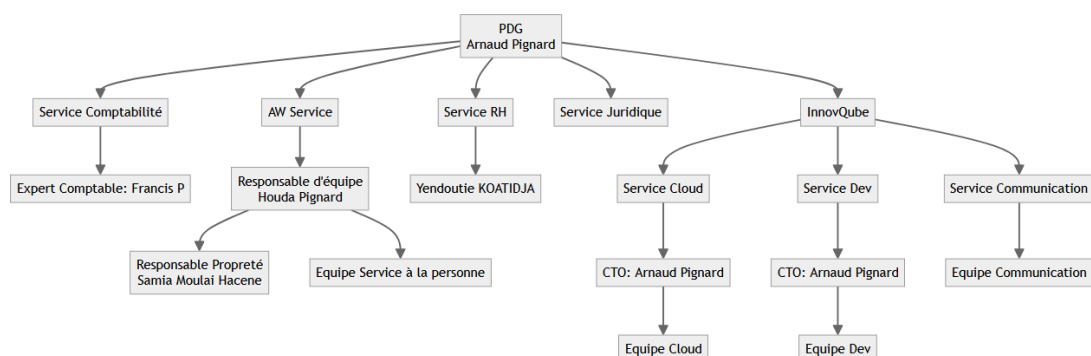 PDG
Arnaud Pignard
Service Comptabilité
AW Service
Service RH
Service Juridique
InnovQube
Expert Comptable: Francis P
Responsable d'équipe
Houda Pignard
Yendoutie KOATIDJA
Service Cloud
Service Dev
Service Communication
Responsable Propreté
Samia Moulai Hacene
Equipe Service à la personne
CTO: Arnaud Pignard
CTO: Arnaud Pignard
Equipe Communication
Equipe Cloud
Equipe Dev